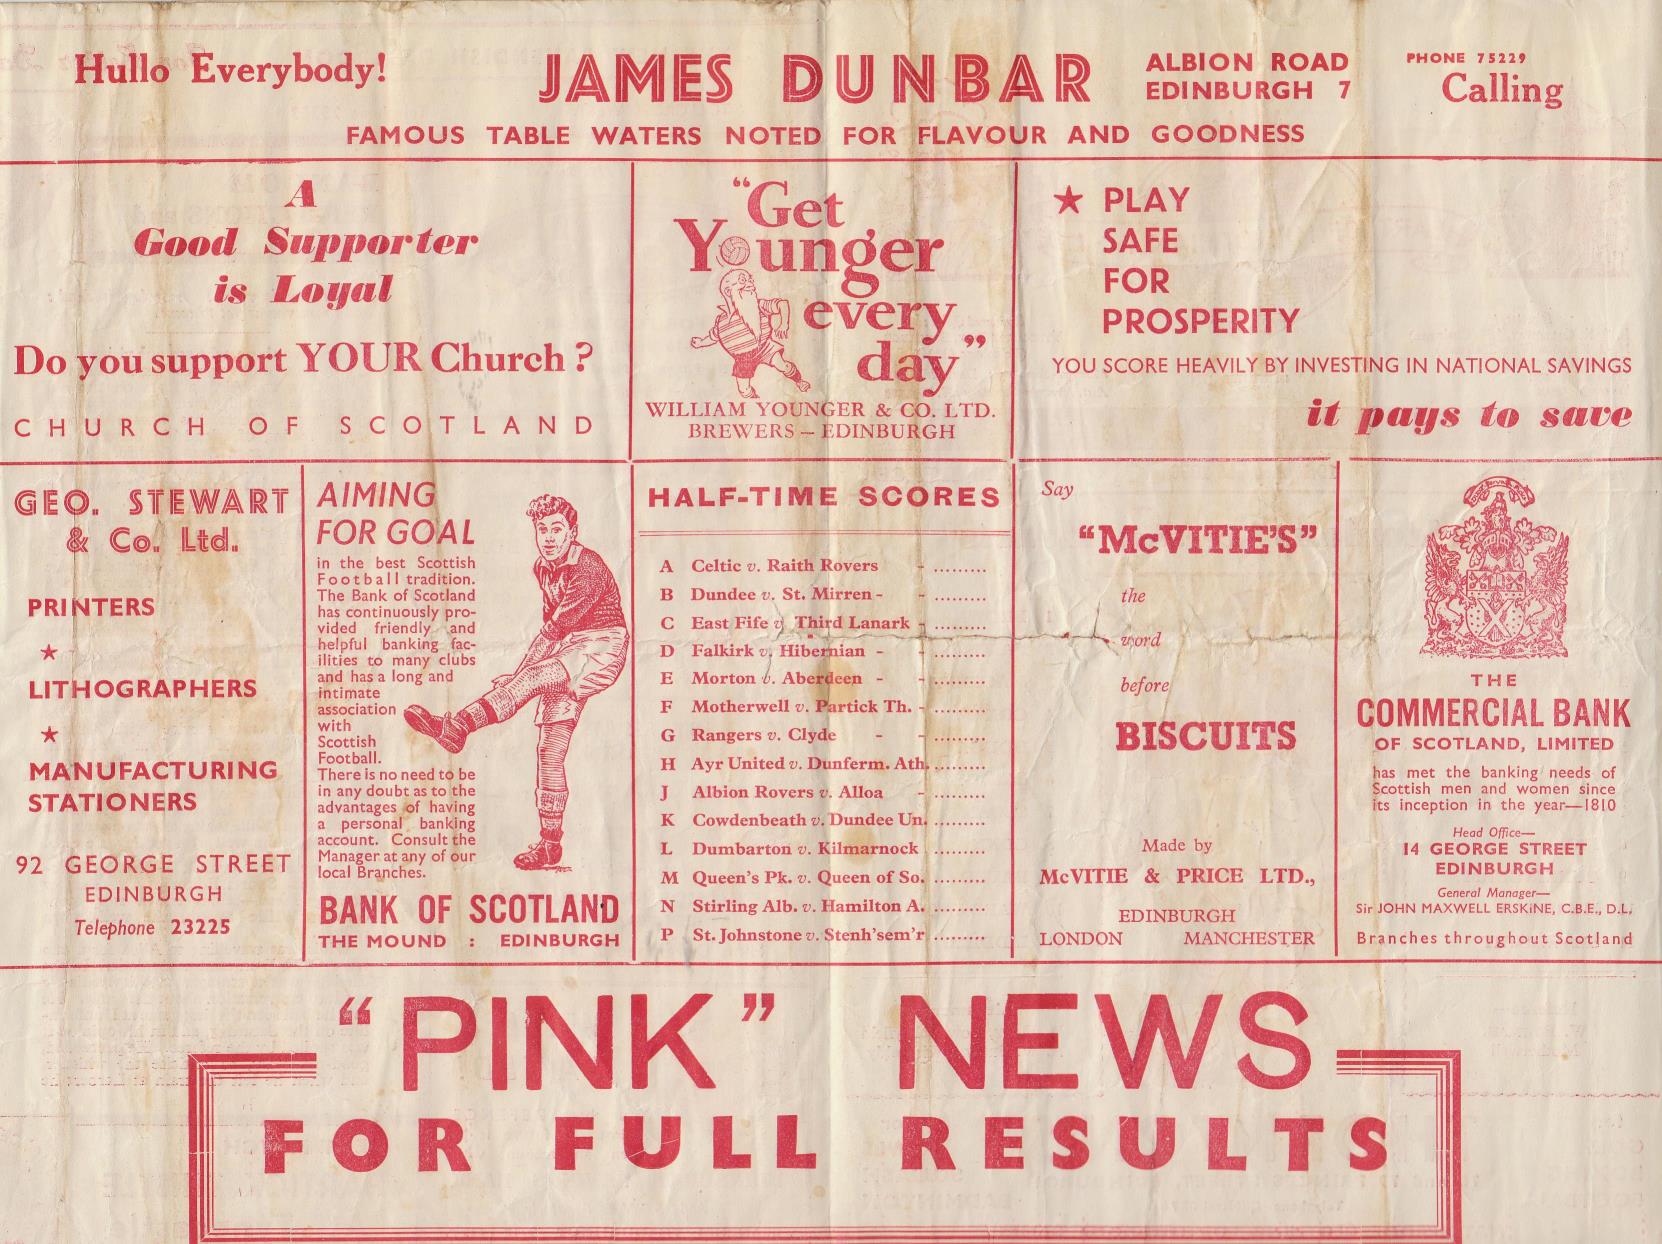 Hullo Everybody!
JAMES DUNBAR
ALBION ROAD
EDINBURGH 7
PHONE 75229
Calling
FAMOUS TABLE WATERS NOTED FOR FLAVOUR AND GOODNESS
A
Good Supporter
is Loyal
Do you support YOUR Church?
CHURCH OF SCOTLAND
"Get
Younger
every
day"
WILLIAM YOUNGER & CO. LTD.
BREWERS – EDINBURGH
★ PLAY
SAFE
FOR
PROSPERITY
YOU SCORE HEAVILY BY INVESTING IN NATIONAL SAVINGS
it pays to save
GEO. STEWART
& Co. Ltd.
PRINTERS
★
LITHOGRAPHERS
★
MANUFACTURING
STATIONERS
92 GEORGE STREET
EDINBURGH
Telephone 23225
AIMING
FOR GOAL
in the best Scottish
Football tradition.
The Bank of Scotland
has continuously pro-
vided friendly and
helpful banking fac-
ilities to many clubs
and has a long and
intimate
association
with
Scottish
Football.
There is no need to be
in any doubt as to the
advantages of having
a personal banking
account. Consult the
Manager at any of our
local Branches.
BANK OF SCOTLAND
THE MOUND : EDINBURGH
HALF-TIME SCORES
A Celtic v. Raith Rovers - .........
B Dundee v. St. Mirren - - .........
C East Fife v. Third Lanark - .........
D Falkirk v. Hibernian - - .........
E Morton v. Aberdeen - - .........
F Motherwell v. Partick Th. - .........
G Rangers v. Clyde - - .........
H Ayr United v. Dunferm. Ath. .........
J Albion Rovers v. Alloa - .........
K Cowdenbeath v. Dundee Un. .........
L Dumbarton v. Kilmarnock .........
M Queen's Pk. v. Queen of So. .........
N Stirling Alb. v. Hamilton A. .........
P St. Johnstone v. Stenh'sem'r .........
Say
"McVITIE'S"
the
word
before
BISCUITS
Made by
McVITIE & PRICE LTD.,
EDINBURGH
LONDON MANCHESTER
THE
COMMERCIAL BANK
OF SCOTLAND, LIMITED
has met the banking needs of
Scottish men and women since
its inception in the year—1810
Head Office—
14 GEORGE STREET
EDINBURGH
General Manager—
Sir JOHN MAXWELL ERSKINE, C.B.E., D.L.
Branches throughout Scotland
"PINK" NEWS
FOR FULL RESULTS